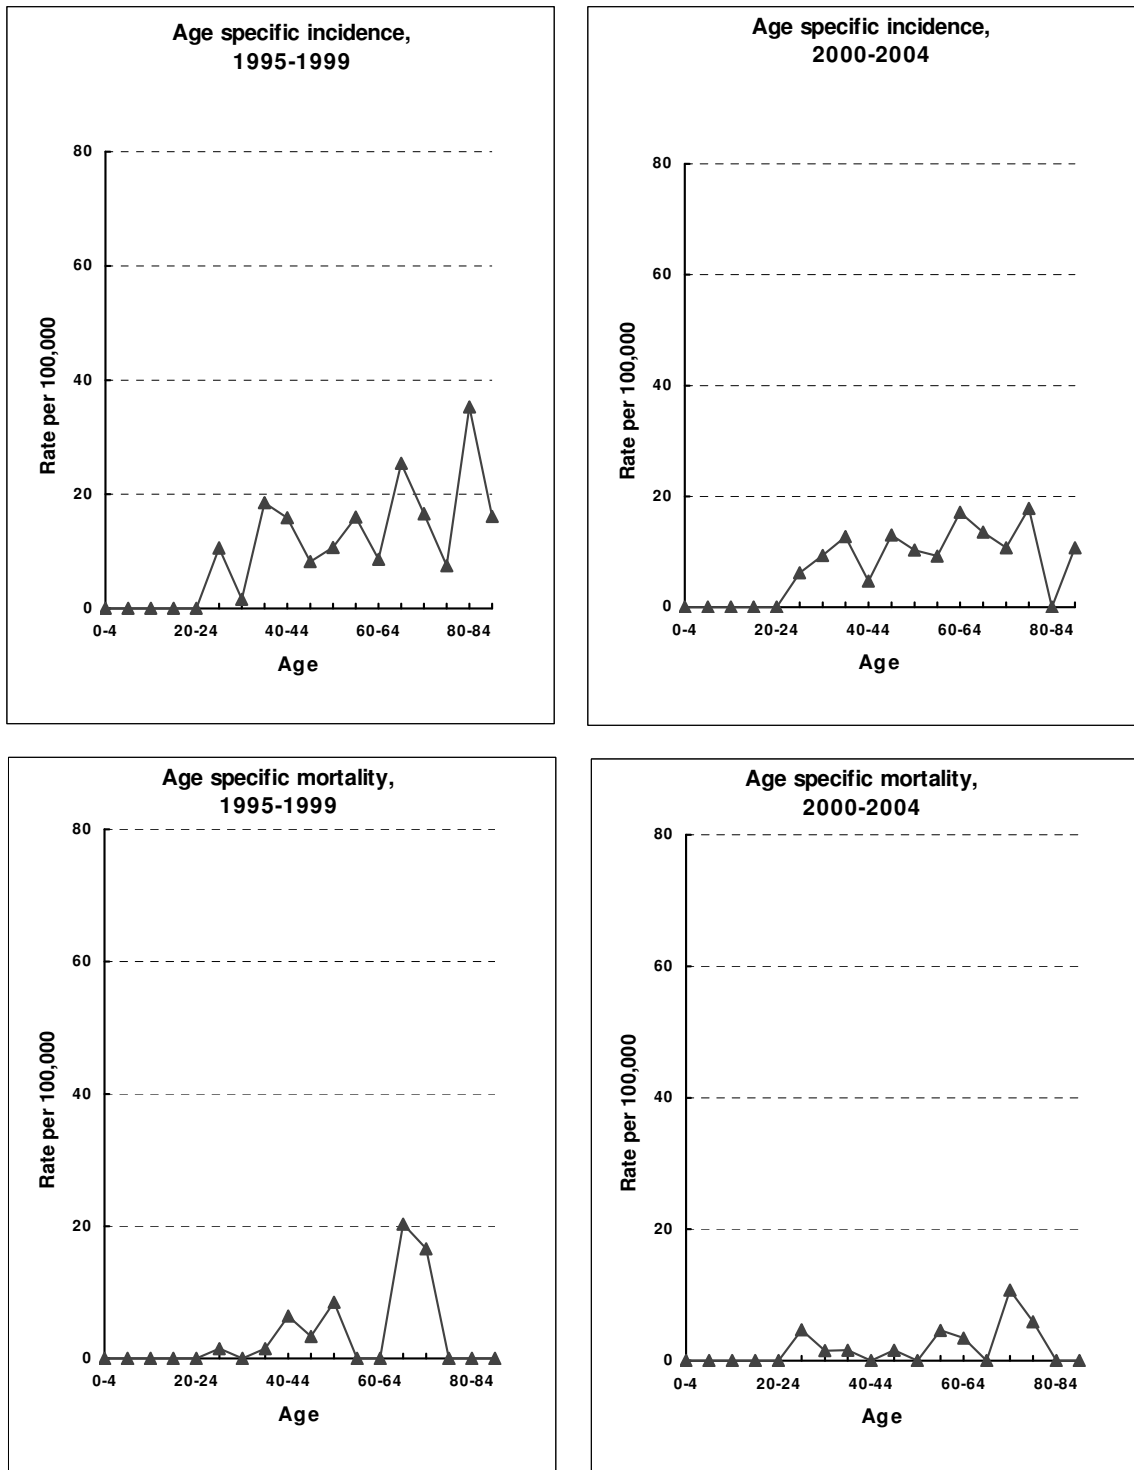 Age specific incidence,
1995-1999
80
60
40
20
0
Rate per 100,000
0-4 20-24 40-44 60-64 80-84
Age
Age specific incidence,
2000-2004
80
60
40
20
0
Rate per 100,000
0-4 20-24 40-44 60-64 80-84
Age
Age specific mortality,
1995-1999
80
60
40
20
0
Rate per 100,000
0-4 20-24 40-44 60-64 80-84
Age
Age specific mortality,
2000-2004
80
60
40
20
0
Rate per 100,000
0-4 20-24 40-44 60-64 80-84
Age